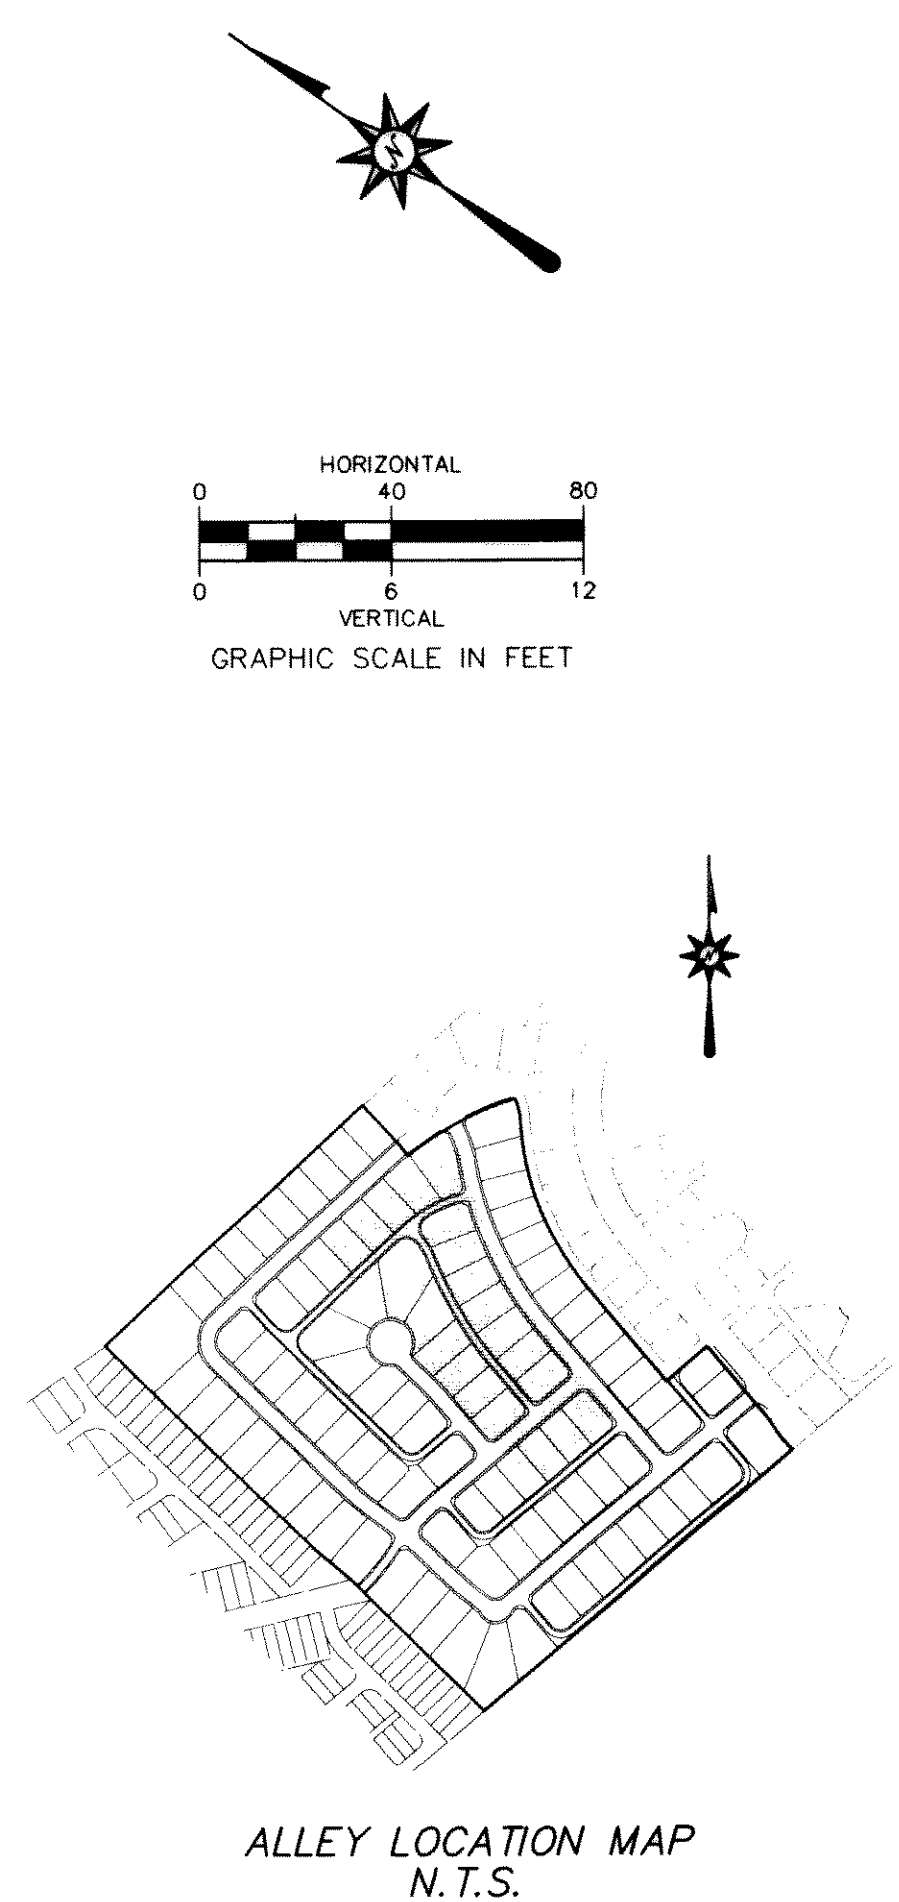 N
HORIZONTAL
0 40 80
0 6 12
VERTICAL
GRAPHIC SCALE IN FEET
N
ALLEY LOCATION MAP
N.T.S.